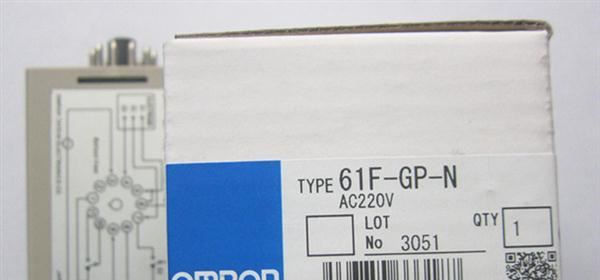 TYPE 61F-GP-N
AC220V
LOT
No 3051
QTY 1
OMRON